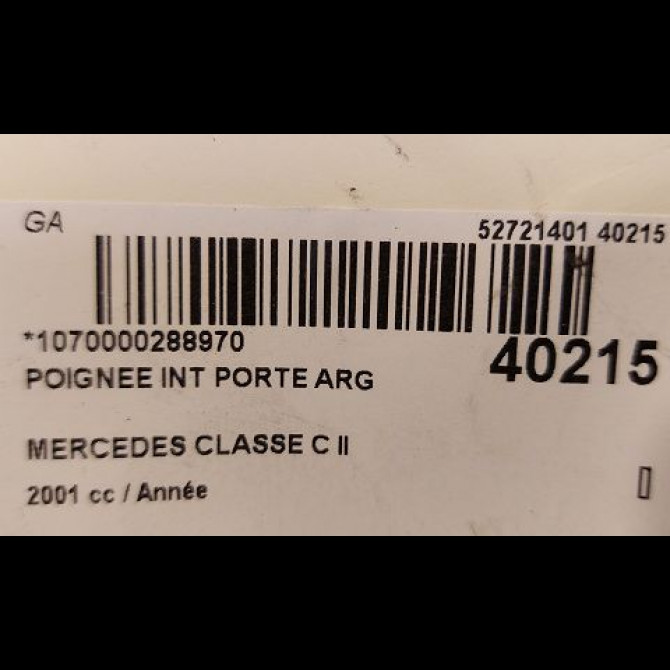 GA
52721401 40215
*1070000288970
40215
POIGNEE INT PORTE ARG
MERCEDES CLASSE C II
2001 cc / Année